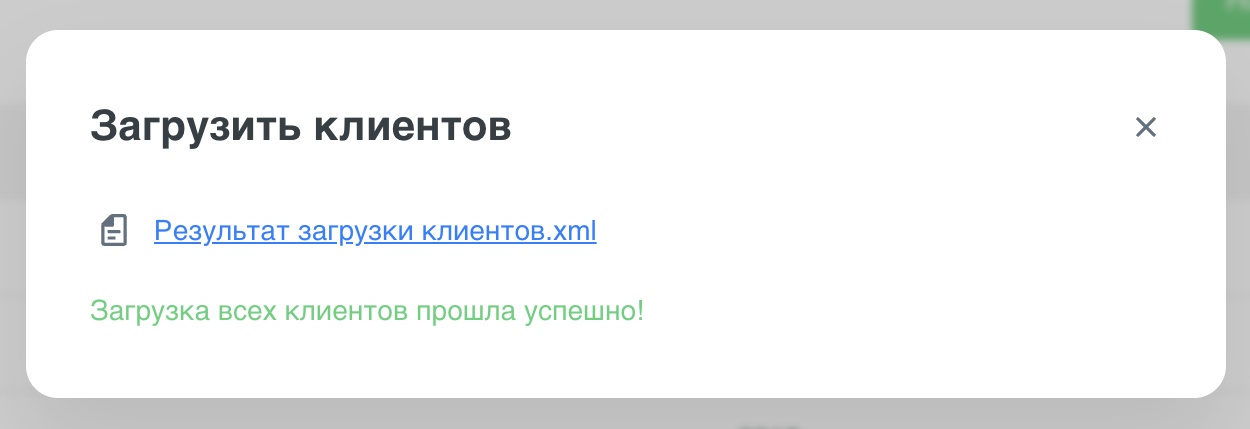 Загрузить клиентов
Результат загрузки клиентов.xml
Загрузка всех клиентов прошла успешно!